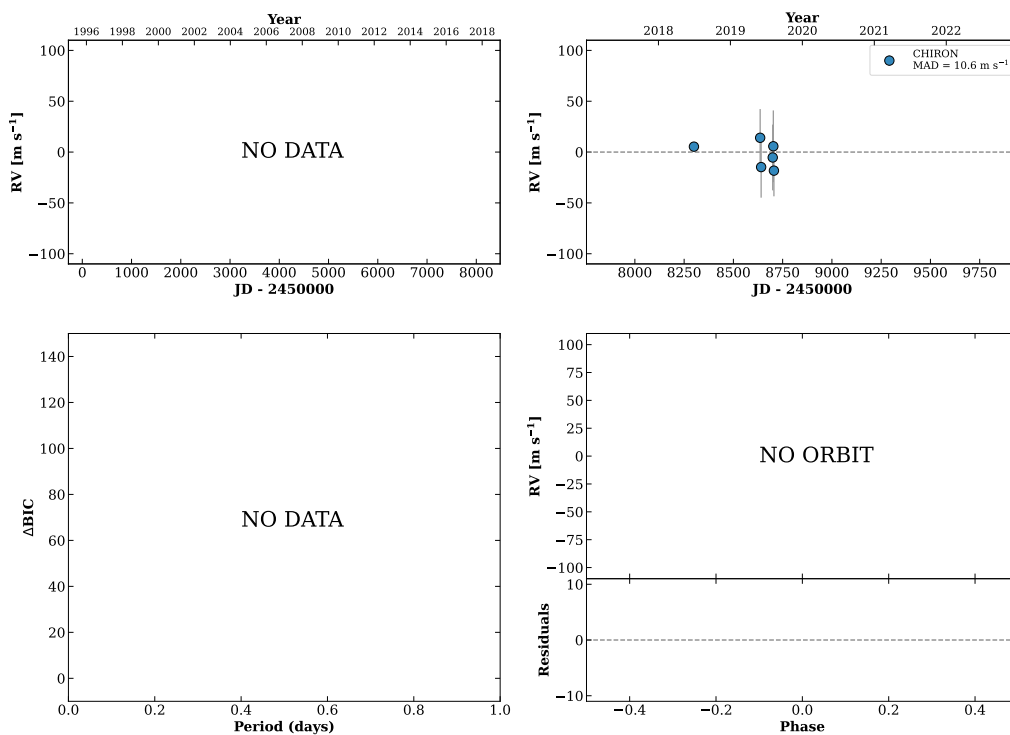 Year
1996 1998 2000 2002 2004 2006 2008 2010 2012 2014 2016 2018
RV [m s⁻¹]
100
50
0
−50
−100
NO DATA
0 1000 2000 3000 4000 5000 6000 7000 8000
JD - 2450000
Year
2018 2019 2020 2021 2022
RV [m s⁻¹]
100
50
0
−50
−100
CHIRON
MAD = 10.6 m s⁻¹
8000 8250 8500 8750 9000 9250 9500 9750
JD - 2450000
ΔBIC
140
120
100
80
60
40
20
0
NO DATA
0.0 0.2 0.4 0.6 0.8 1.0
Period (days)
RV [m s⁻¹]
100
75
50
25
0
−25
−50
−75
−100
NO ORBIT
Residuals
10
0
−10
−0.4 −0.2 0.0 0.2 0.4
Phase